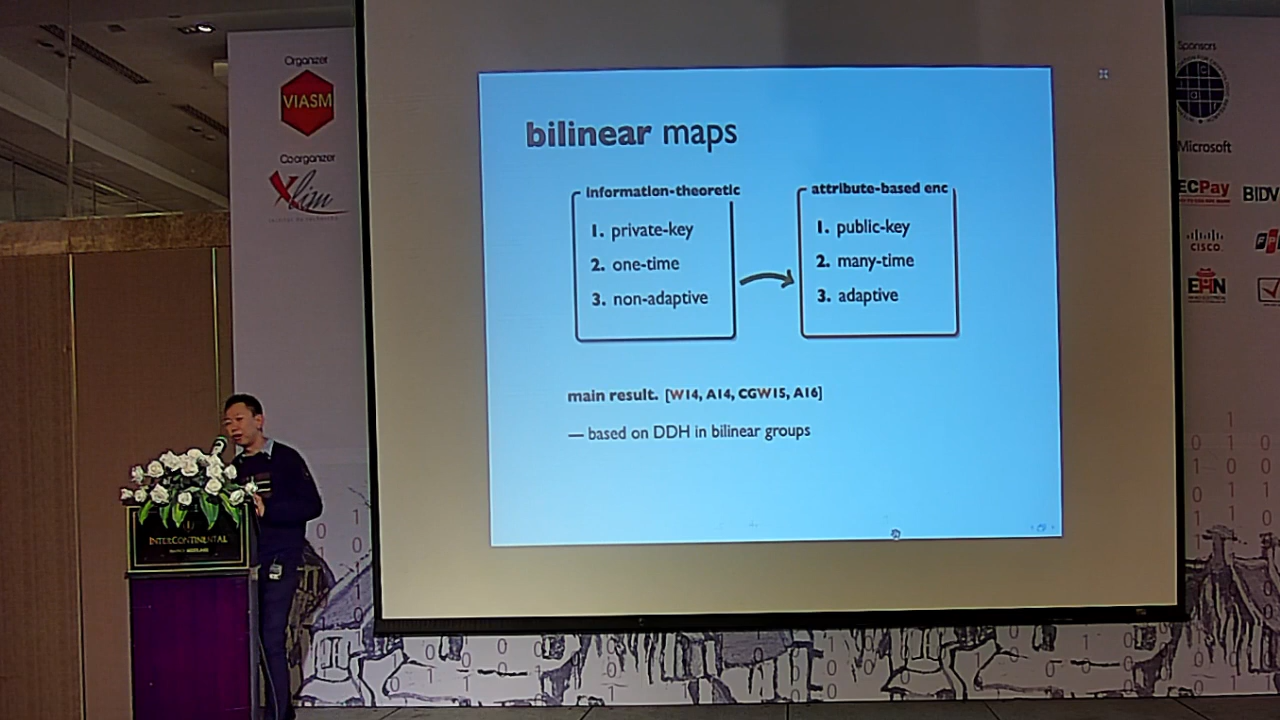 Organizer
VIASM
Coorganizer
Xlim
bilinear maps
information-theoretic
1. private-key
2. one-time
3. non-adaptive
attribute-based enc
1. public-key
2. many-time
3. adaptive
main result. [W14, A14, CGW15, A16]
— based on DDH in bilinear groups
INTERCONTINENTAL
Sponsors
Microsoft
ECPay
BIDV
CISCO